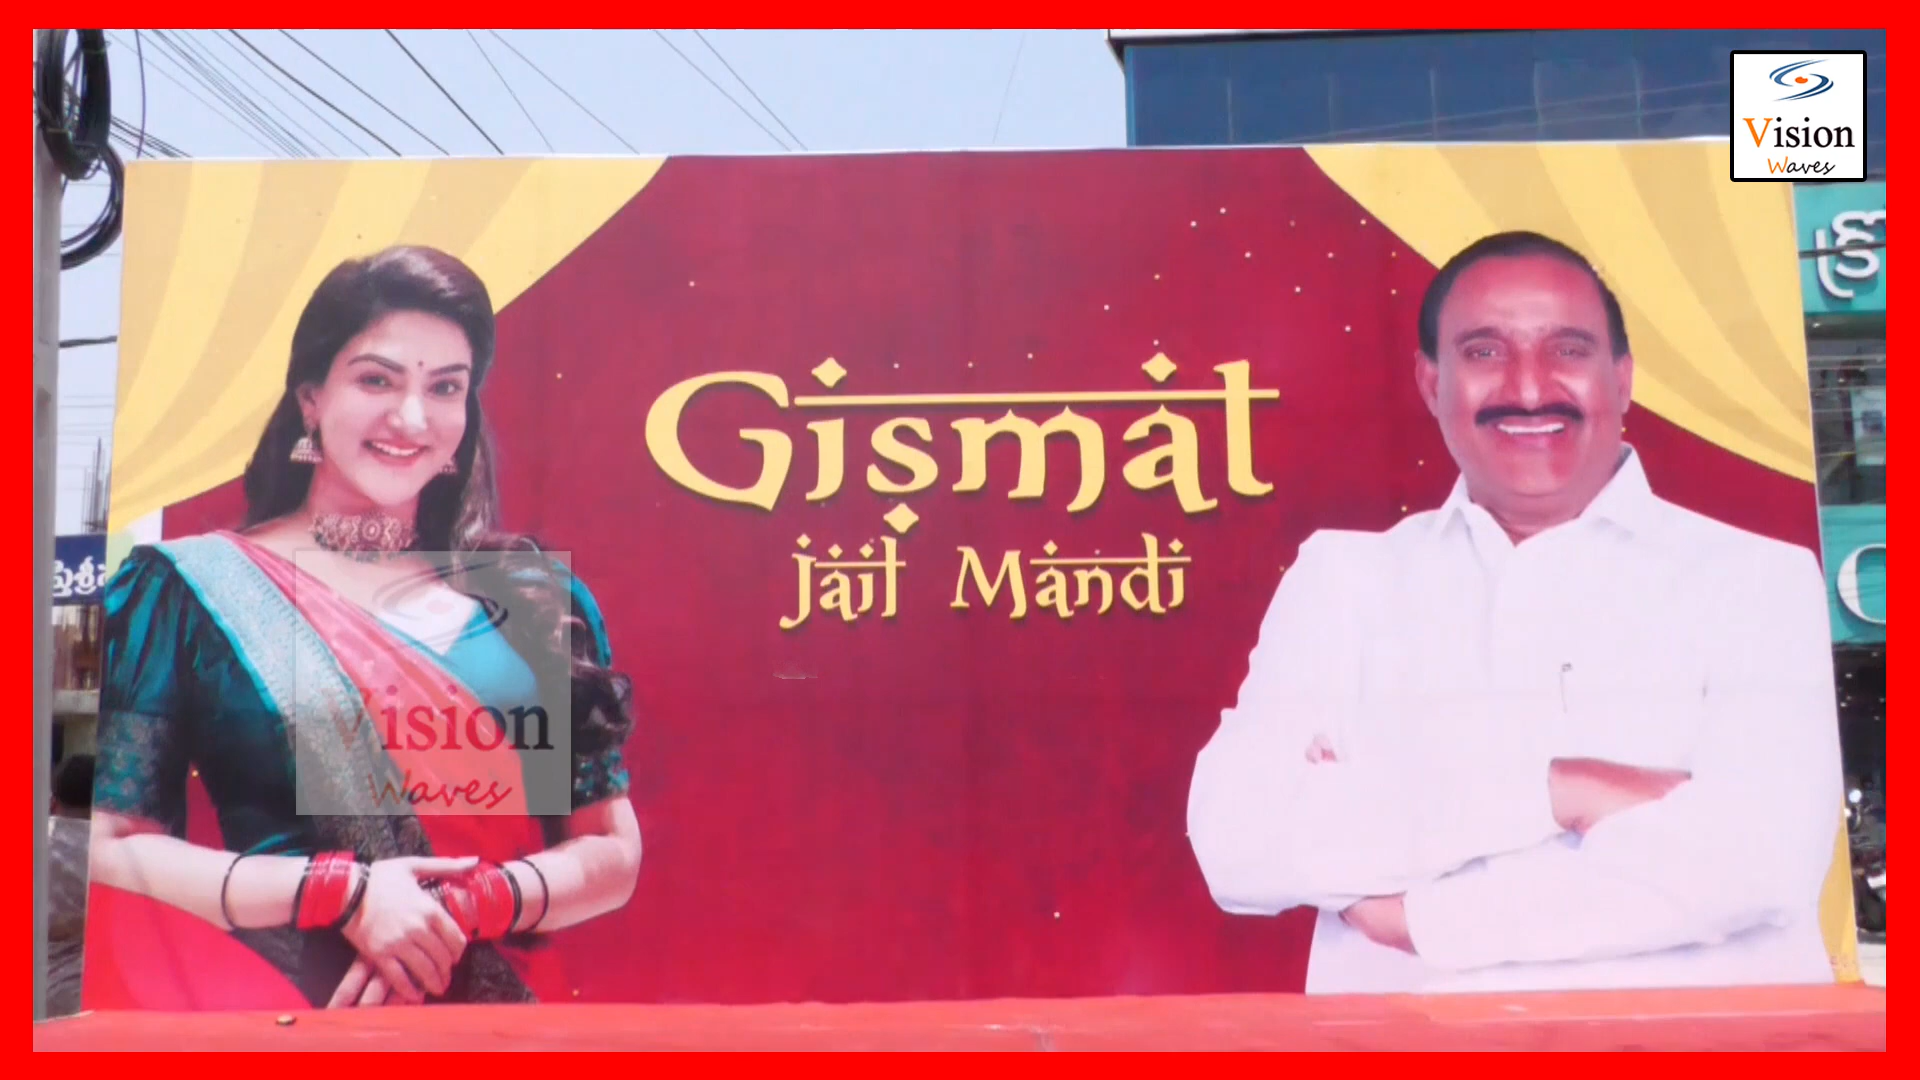 Vision
Waves
Gismat
Jail Mandi
Vision
Waves